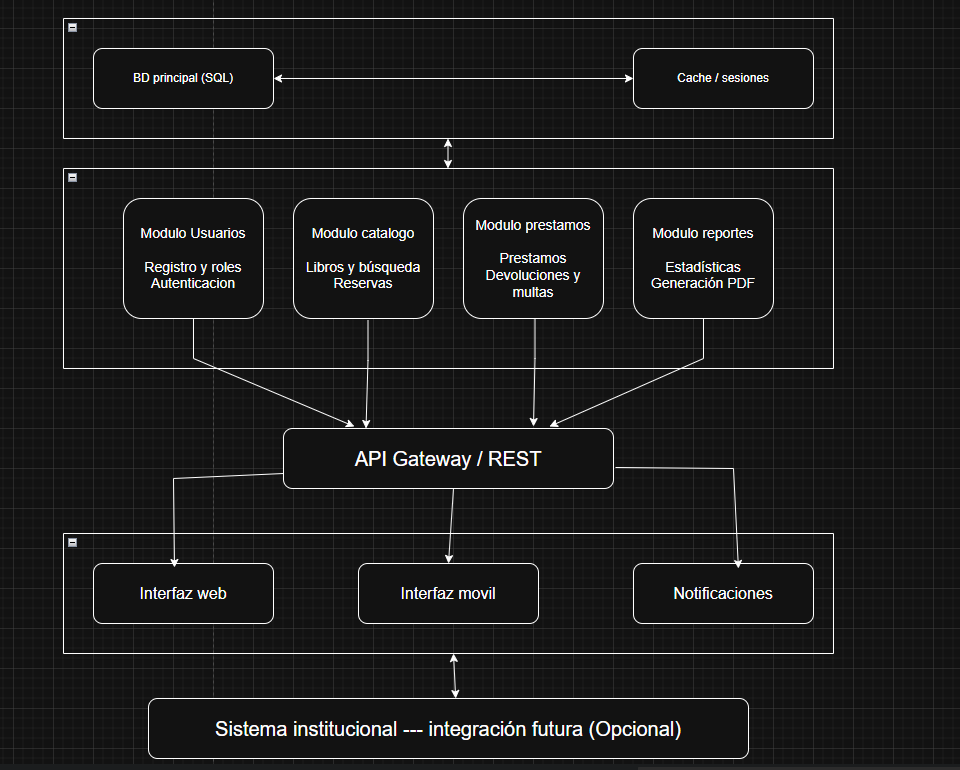 BD principal (SQL)
Cache / sesiones
Modulo Usuarios
Registro y roles
Autenticacion
Modulo catalogo
Libros y búsqueda
Reservas
Modulo prestamos
Prestamos
Devoluciones y
multas
Modulo reportes
Estadísticas
Generación PDF
API Gateway / REST
Interfaz web
Interfaz movil
Notificaciones
Sistema institucional --- integración futura (Opcional)